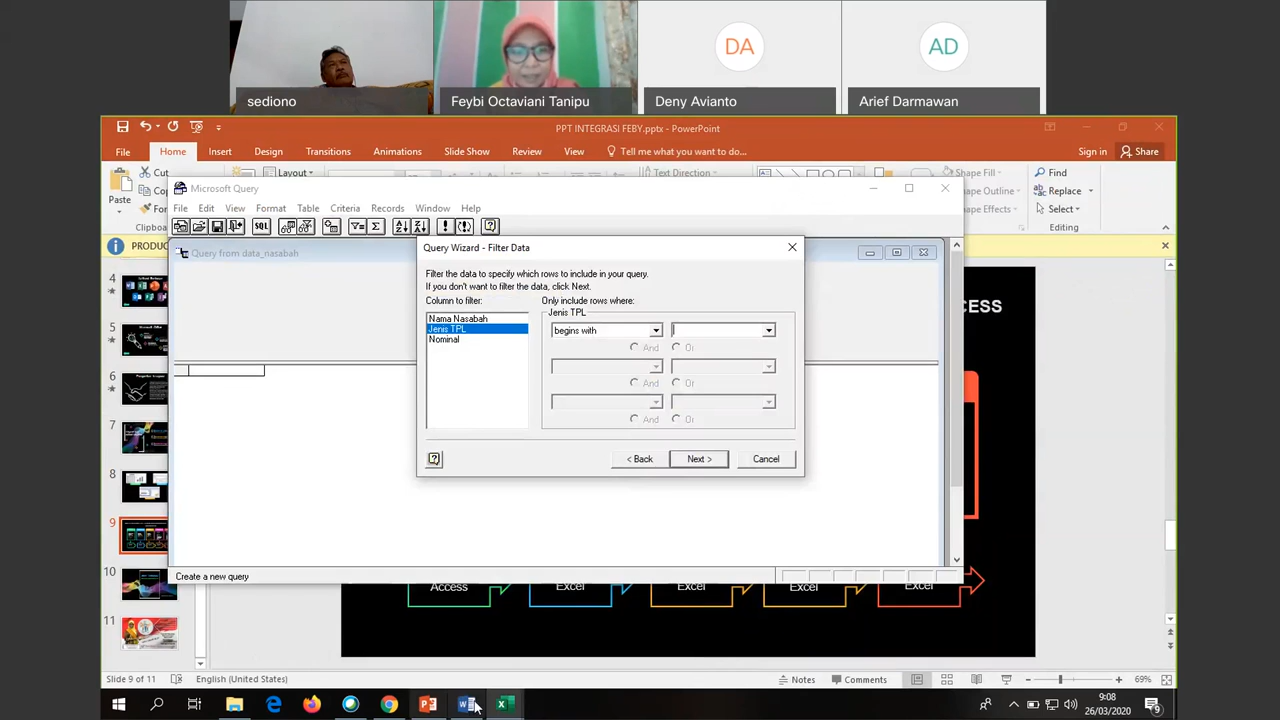 DA
AD
sediono
Feybi Octaviani Tanipu
Deny Avianto
Arief Darmawan
PPT INTEGRASI FEBY.pptx - PowerPoint
File
Home
Insert
Design
Transitions
Animations
Slide Show
Review
View
Tell me what you want to do...
Sign in
Share
Paste
Cut
Layout
Text Direction
Shape Fill
Find
Replace
Select
Editing
Microsoft Query
File
Edit
View
Format
Table
Criteria
Records
Window
Help
SQL
Query from data_nasabah
Query Wizard - Filter Data
Filter the data to specify which rows to include in your query.
If you don't want to filter the data, click Next.
Column to filter:
Only include rows where:
Nama Nasabah
Jenis TPL
Nominal
Jenis TPL
begins with
And
Or
And
Or
And
Or
< Back
Next >
Cancel
Create a new query
4
5
6
7
8
9
10
11
Access
Excel
Excel
Excel
Excel
Slide 9 of 11
English (United States)
Notes
Comments
69%
9:08
26/03/2020